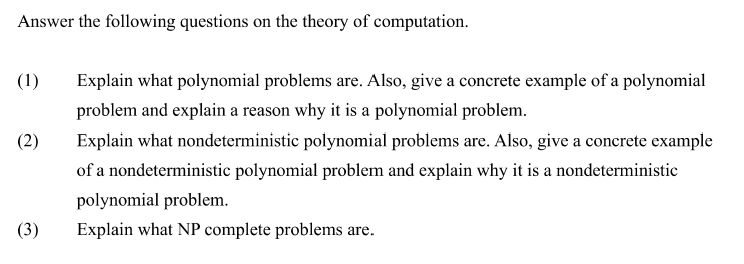 Answer the following questions on the theory of computation.
(1) Explain what polynomial problems are. Also, give a concrete example of a polynomial
problem and explain a reason why it is a polynomial problem.
(2) Explain what nondeterministic polynomial problems are. Also, give a concrete example
of a nondeterministic polynomial problem and explain why it is a nondeterministic
polynomial problem.
(3) Explain what NP complete problems are.